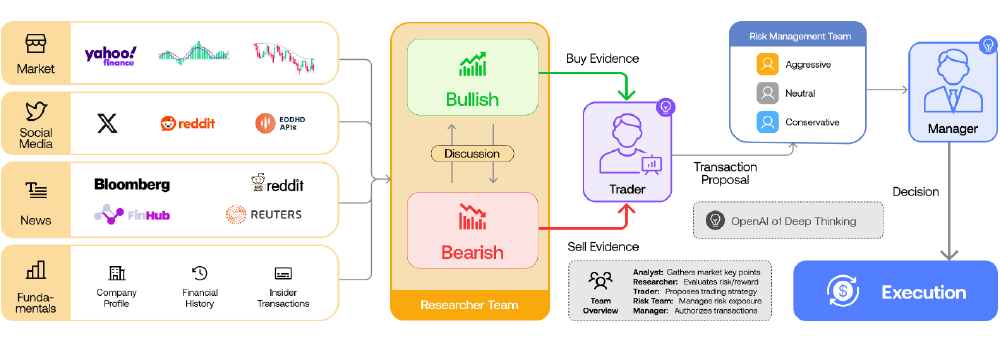 Market
yahoo!
finance
Social
Media
X
reddit
EODHD
APIs
News
Bloomberg
reddit
FinHub
REUTERS
Funda-
mentals
Company
Profile
Financial
History
Insider
Transactions
Bullish
Discussion
Bearish
Researcher Team
Buy Evidence
Sell Evidence
Trader
Transaction
Proposal
Risk Management Team
Aggressive
Neutral
Conservative
Manager
Decision
OpenAI of Deep Thinking
Team
Overview
Analyst: Gathers market key points
Researcher: Evaluates risk/reward
Trader: Proposes trading strategy
Risk Team: Manages risk exposure
Manager: Authorizes transactions
$ Execution